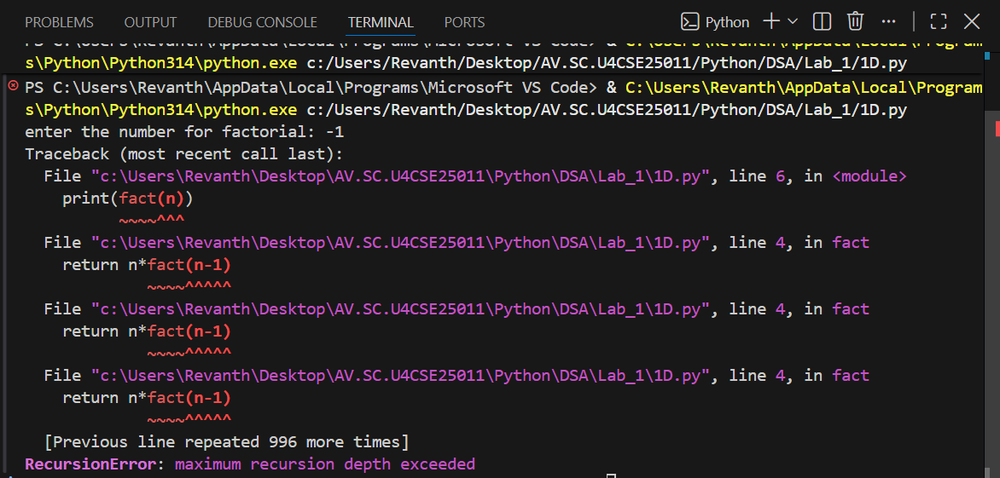 PROBLEMS OUTPUT DEBUG CONSOLE TERMINAL PORTS Python
PS C:\Users\Revanth\AppData\Local\Programs\Microsoft VS Code> & C:\Users\Revanth\AppData\Local\Program
s\Python\Python314\python.exe c:/Users/Revanth/Desktop/AV.SC.U4CSE25011/Python/DSA/Lab_1/1D.py
PS C:\Users\Revanth\AppData\Local\Programs\Microsoft VS Code> & C:\Users\Revanth\AppData\Local\Program
s\Python\Python314\python.exe c:/Users/Revanth/Desktop/AV.SC.U4CSE25011/Python/DSA/Lab_1/1D.py
enter the number for factorial: -1
Traceback (most recent call last):
  File "c:\Users\Revanth\Desktop\AV.SC.U4CSE25011\Python\DSA\Lab_1\1D.py", line 6, in <module>
    print(fact(n))
          ~~~~^^^
  File "c:\Users\Revanth\Desktop\AV.SC.U4CSE25011\Python\DSA\Lab_1\1D.py", line 4, in fact
    return n*fact(n-1)
             ~~~~^^^^^
  File "c:\Users\Revanth\Desktop\AV.SC.U4CSE25011\Python\DSA\Lab_1\1D.py", line 4, in fact
    return n*fact(n-1)
             ~~~~^^^^^
  File "c:\Users\Revanth\Desktop\AV.SC.U4CSE25011\Python\DSA\Lab_1\1D.py", line 4, in fact
    return n*fact(n-1)
             ~~~~^^^^^
  [Previous line repeated 996 more times]
RecursionError: maximum recursion depth exceeded